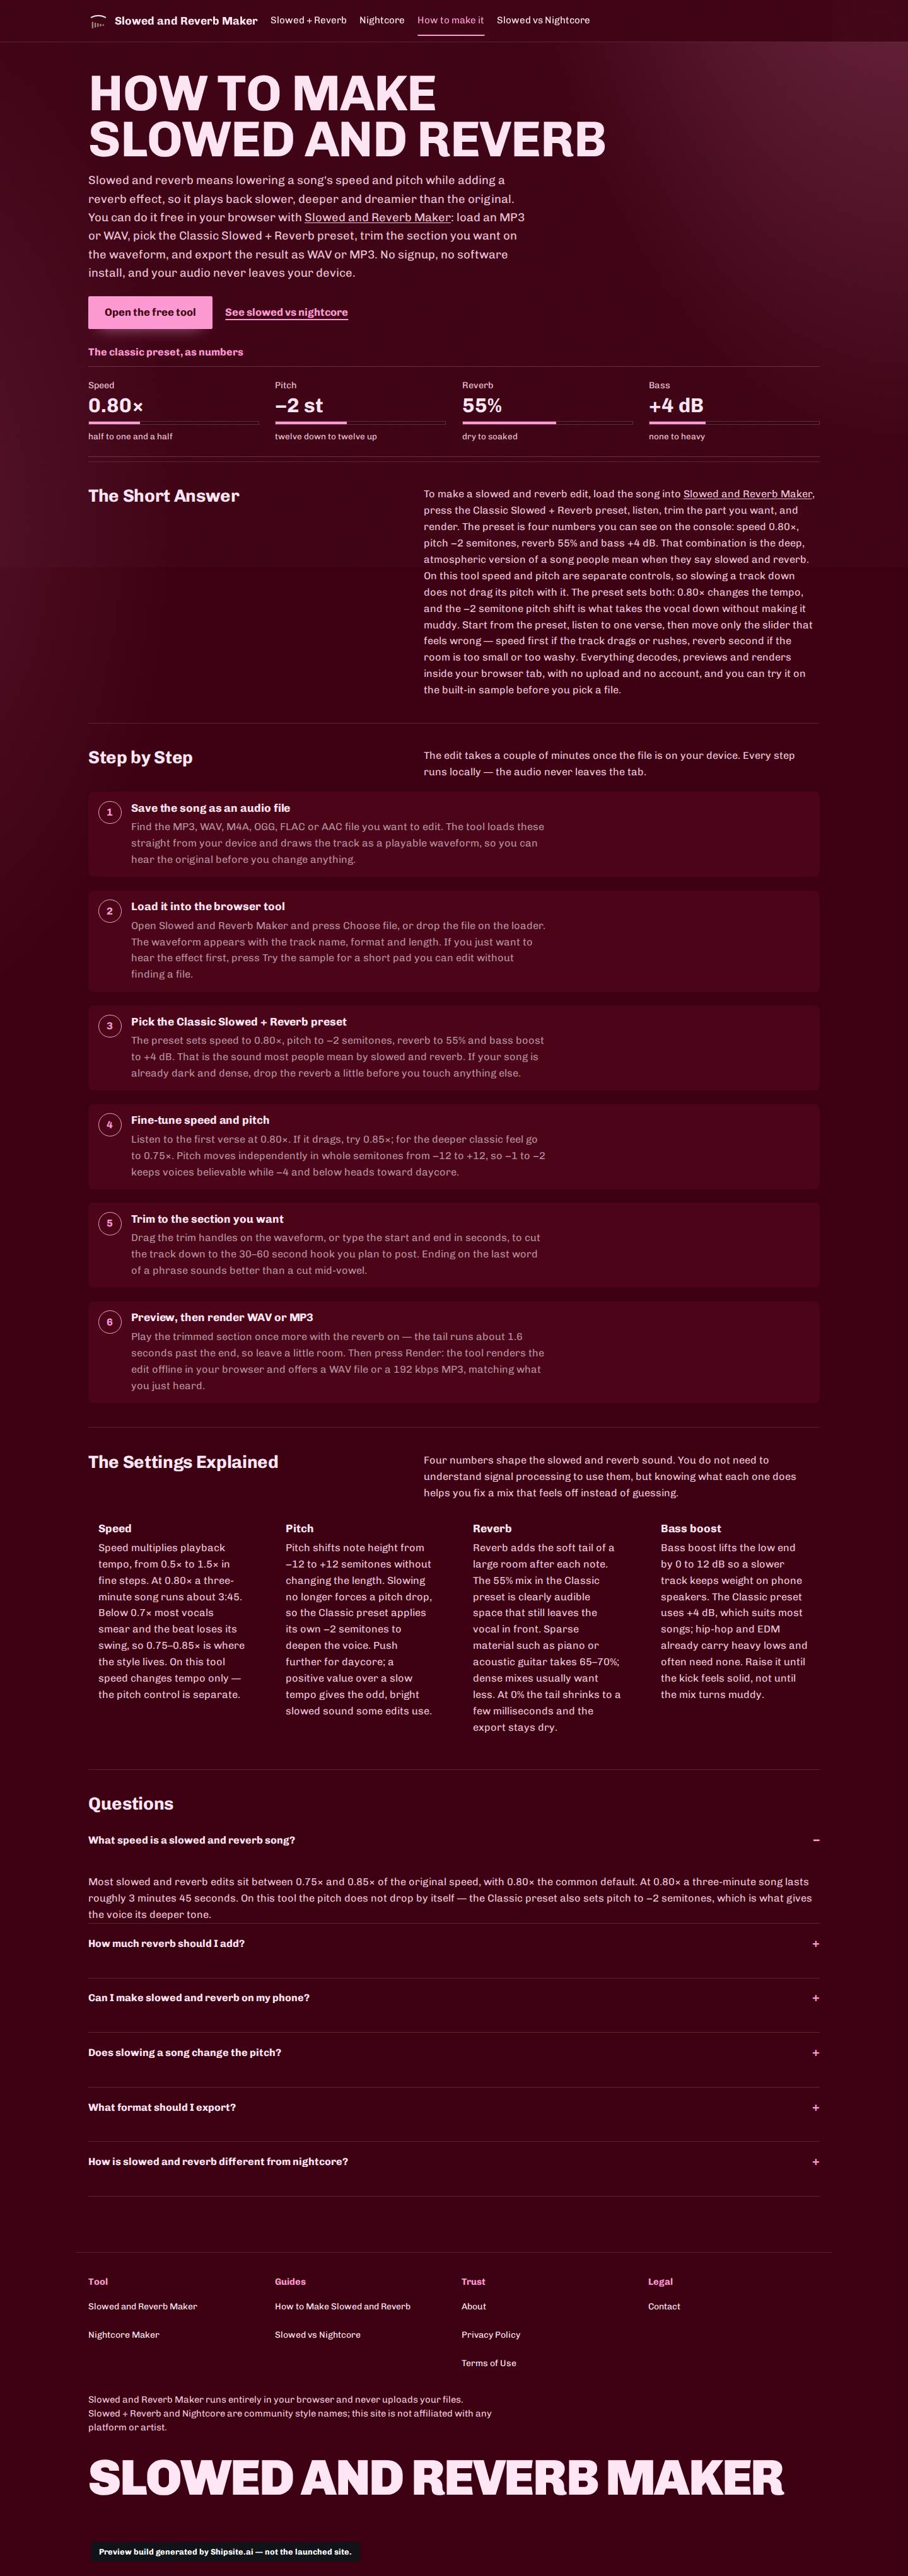 Slowed and Reverb Maker
Slowed + Reverb
Nightcore
How to make it
Slowed vs Nightcore
HOW TO MAKE
SLOWED AND REVERB
Slowed and reverb means lowering a song's speed and pitch while adding a
reverb effect, so it plays back slower, deeper and dreamier than the original.
You can do it free in your browser with Slowed and Reverb Maker: load an MP3
or WAV, pick the Classic Slowed + Reverb preset, trim the section you want on
the waveform, and export the result as WAV or MP3. No signup, no software
install, and your audio never leaves your device.
Open the free tool
See slowed vs nightcore
The classic preset, as numbers
Speed
0.80×
half to one and a half
Pitch
−2 st
twelve down to twelve up
Reverb
55%
dry to soaked
Bass
+4 dB
none to heavy
The Short Answer
To make a slowed and reverb edit, load the song into Slowed and Reverb Maker,
press the Classic Slowed + Reverb preset, listen, trim the part you want, and
render. The preset is four numbers you can see on the console: speed 0.80×,
pitch −2 semitones, reverb 55% and bass +4 dB. That combination is the deep,
atmospheric version of a song people mean when they say slowed and reverb.
On this tool speed and pitch are separate controls, so slowing a track down
does not drag its pitch with it. The preset sets both: 0.80× changes the tempo,
and the −2 semitone pitch shift is what takes the vocal down without making it
muddy. Start from the preset, listen to one verse, then move only the slider that
feels wrong — speed first if the track drags or rushes, reverb second if the
room is too small or too washy. Everything decodes, previews and renders
inside your browser tab, with no upload and no account, and you can try it on
the built-in sample before you pick a file.
Step by Step
The edit takes a couple of minutes once the file is on your device. Every step
runs locally — the audio never leaves the tab.
1
Save the song as an audio file
Find the MP3, WAV, M4A, OGG, FLAC or AAC file you want to edit. The tool loads these
straight from your device and draws the track as a playable waveform, so you can
hear the original before you change anything.
2
Load it into the browser tool
Open Slowed and Reverb Maker and press Choose file, or drop the file on the loader.
The waveform appears with the track name, format and length. If you just want to
hear the effect first, press Try the sample for a short pad you can edit without
finding a file.
3
Pick the Classic Slowed + Reverb preset
The preset sets speed to 0.80×, pitch to −2 semitones, reverb to 55% and bass boost
to +4 dB. That is the sound most people mean by slowed and reverb. If your song is
already dark and dense, drop the reverb a little before you touch anything else.
4
Fine-tune speed and pitch
Listen to the first verse at 0.80×. If it drags, try 0.85×; for the deeper classic feel go
to 0.75×. Pitch moves independently in whole semitones from −12 to +12, so −1 to −2
keeps voices believable while −4 and below heads toward daycore.
5
Trim to the section you want
Drag the trim handles on the waveform, or type the start and end in seconds, to cut
the track down to the 30–60 second hook you plan to post. Ending on the last word
of a phrase sounds better than a cut mid-vowel.
6
Preview, then render WAV or MP3
Play the trimmed section once more with the reverb on — the tail runs about 1.6
seconds past the end, so leave a little room. Then press Render: the tool renders the
edit offline in your browser and offers a WAV file or a 192 kbps MP3, matching what
you just heard.
The Settings Explained
Four numbers shape the slowed and reverb sound. You do not need to
understand signal processing to use them, but knowing what each one does
helps you fix a mix that feels off instead of guessing.
Speed
Speed multiplies playback
tempo, from 0.5× to 1.5× in
fine steps. At 0.80× a three-
minute song runs about 3:45.
Below 0.7× most vocals
smear and the beat loses its
swing, so 0.75–0.85× is where
the style lives. On this tool
speed changes tempo only —
the pitch control is separate.
Pitch
Pitch shifts note height from
−12 to +12 semitones without
changing the length. Slowing
no longer forces a pitch drop,
so the Classic preset applies
its own −2 semitones to
deepen the voice. Push
further for daycore; a
positive value over a slow
tempo gives the odd, bright
slowed sound some edits use.
Reverb
Reverb adds the soft tail of a
large room after each note.
The 55% mix in the Classic
preset is clearly audible
space that still leaves the
vocal in front. Sparse
material such as piano or
acoustic guitar takes 65–70%;
dense mixes usually want
less. At 0% the tail shrinks to a
few milliseconds and the
export stays dry.
Bass boost
Bass boost lifts the low end
by 0 to 12 dB so a slower
track keeps weight on phone
speakers. The Classic preset
uses +4 dB, which suits most
songs; hip-hop and EDM
already carry heavy lows and
often need none. Raise it until
the kick feels solid, not until
the mix turns muddy.
Questions
What speed is a slowed and reverb song?
−
Most slowed and reverb edits sit between 0.75× and 0.85× of the original speed, with 0.80× the common default. At 0.80× a three-minute song lasts
roughly 3 minutes 45 seconds. On this tool the pitch does not drop by itself — the Classic preset also sets pitch to −2 semitones, which is what gives
the voice its deeper tone.
How much reverb should I add?
+
Can I make slowed and reverb on my phone?
+
Does slowing a song change the pitch?
+
What format should I export?
+
How is slowed and reverb different from nightcore?
+
Tool
Slowed and Reverb Maker
Nightcore Maker
Guides
How to Make Slowed and Reverb
Slowed vs Nightcore
Trust
About
Privacy Policy
Terms of Use
Legal
Contact
Slowed and Reverb Maker runs entirely in your browser and never uploads your files.
Slowed + Reverb and Nightcore are community style names; this site is not affiliated with any
platform or artist.
SLOWED AND REVERB MAKER
Preview build generated by Shipsite.ai — not the launched site.